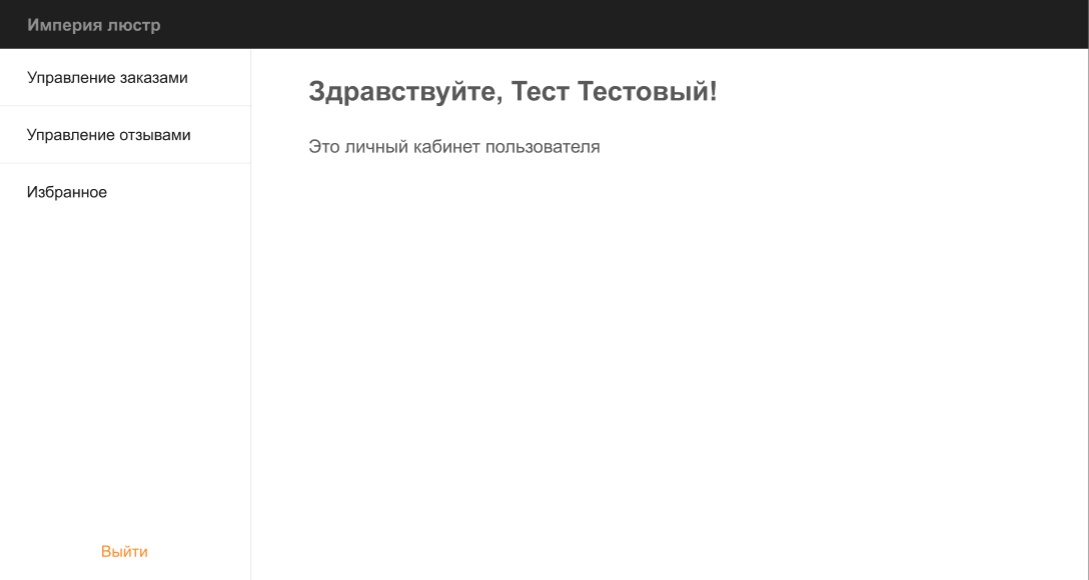 Империя люстр
Управление заказами
Управление отзывами
Избранное
Выйти
Здравствуйте, Тест Тестовый!
Это личный кабинет пользователя